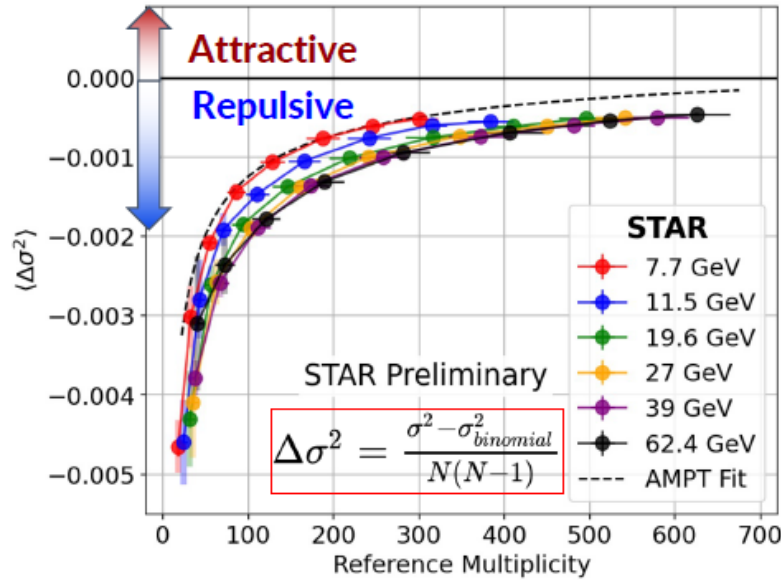 Attractive
Repulsive
0.000
−0.001
−0.002
−0.003
−0.004
−0.005
⟨Δσ²⟩
STAR
7.7 GeV
11.5 GeV
19.6 GeV
27 GeV
39 GeV
62.4 GeV
AMPT Fit
STAR Preliminary
Δσ² = (σ²−σ²_binomial)/(N(N−1))
0 100 200 300 400 500 600 700
Reference Multiplicity